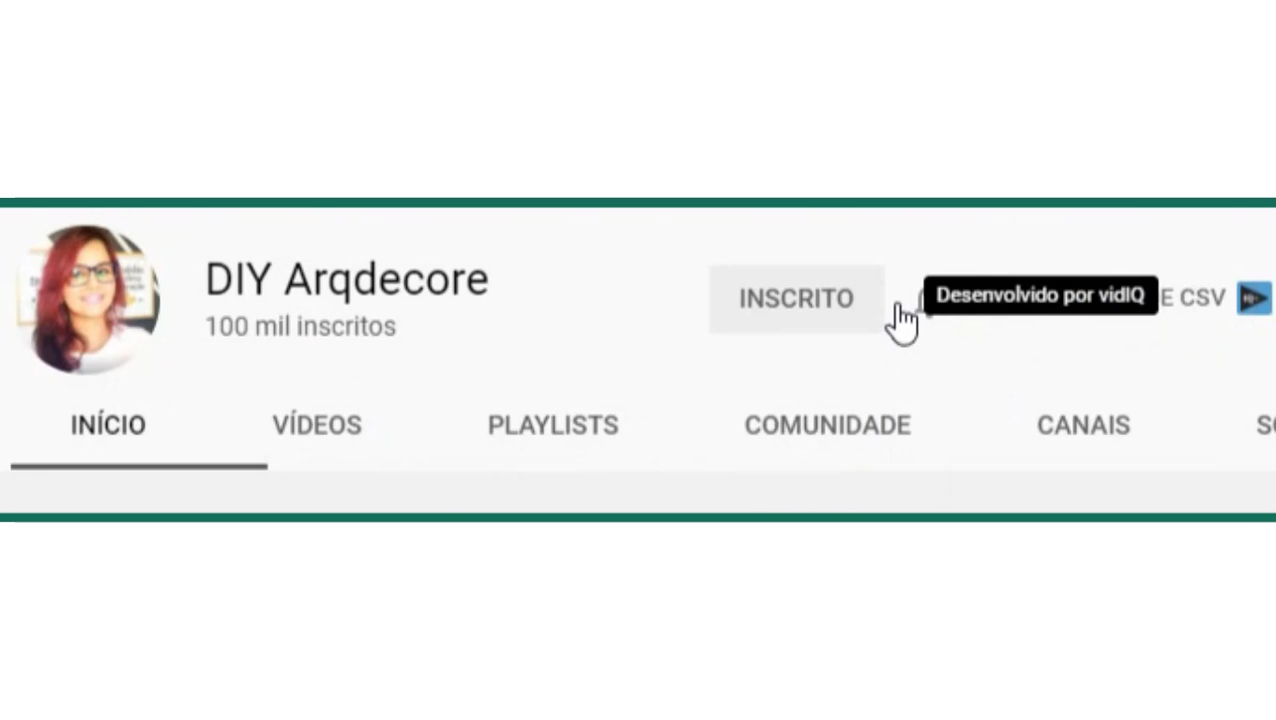 DIY Arqdecore
100 mil inscritos
INSCRITO
Desenvolvido por vidIQ
E CSV
INÍCIO
VÍDEOS
PLAYLISTS
COMUNIDADE
CANAIS